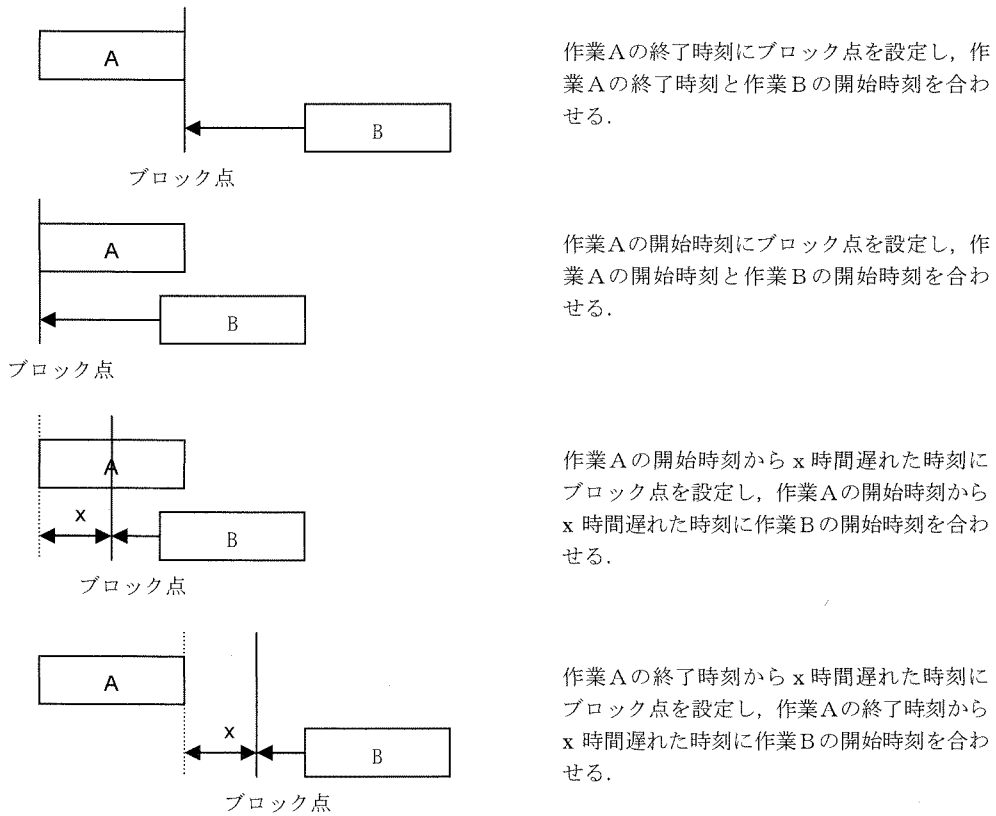 A
B
ブロック点
作業Aの終了時刻にブロック点を設定し，作
業Aの終了時刻と作業Bの開始時刻を合わ
せる．
A
B
ブロック点
作業Aの開始時刻にブロック点を設定し，作
業Aの開始時刻と作業Bの開始時刻を合わ
せる．
A
x
B
ブロック点
作業Aの開始時刻から x 時間遅れた時刻に
ブロック点を設定し，作業Aの開始時刻から
x 時間遅れた時刻に作業Bの開始時刻を合わ
せる．
A
x
B
ブロック点
作業Aの終了時刻から x 時間遅れた時刻に
ブロック点を設定し，作業Aの終了時刻から
x 時間遅れた時刻に作業Bの開始時刻を合わ
せる．